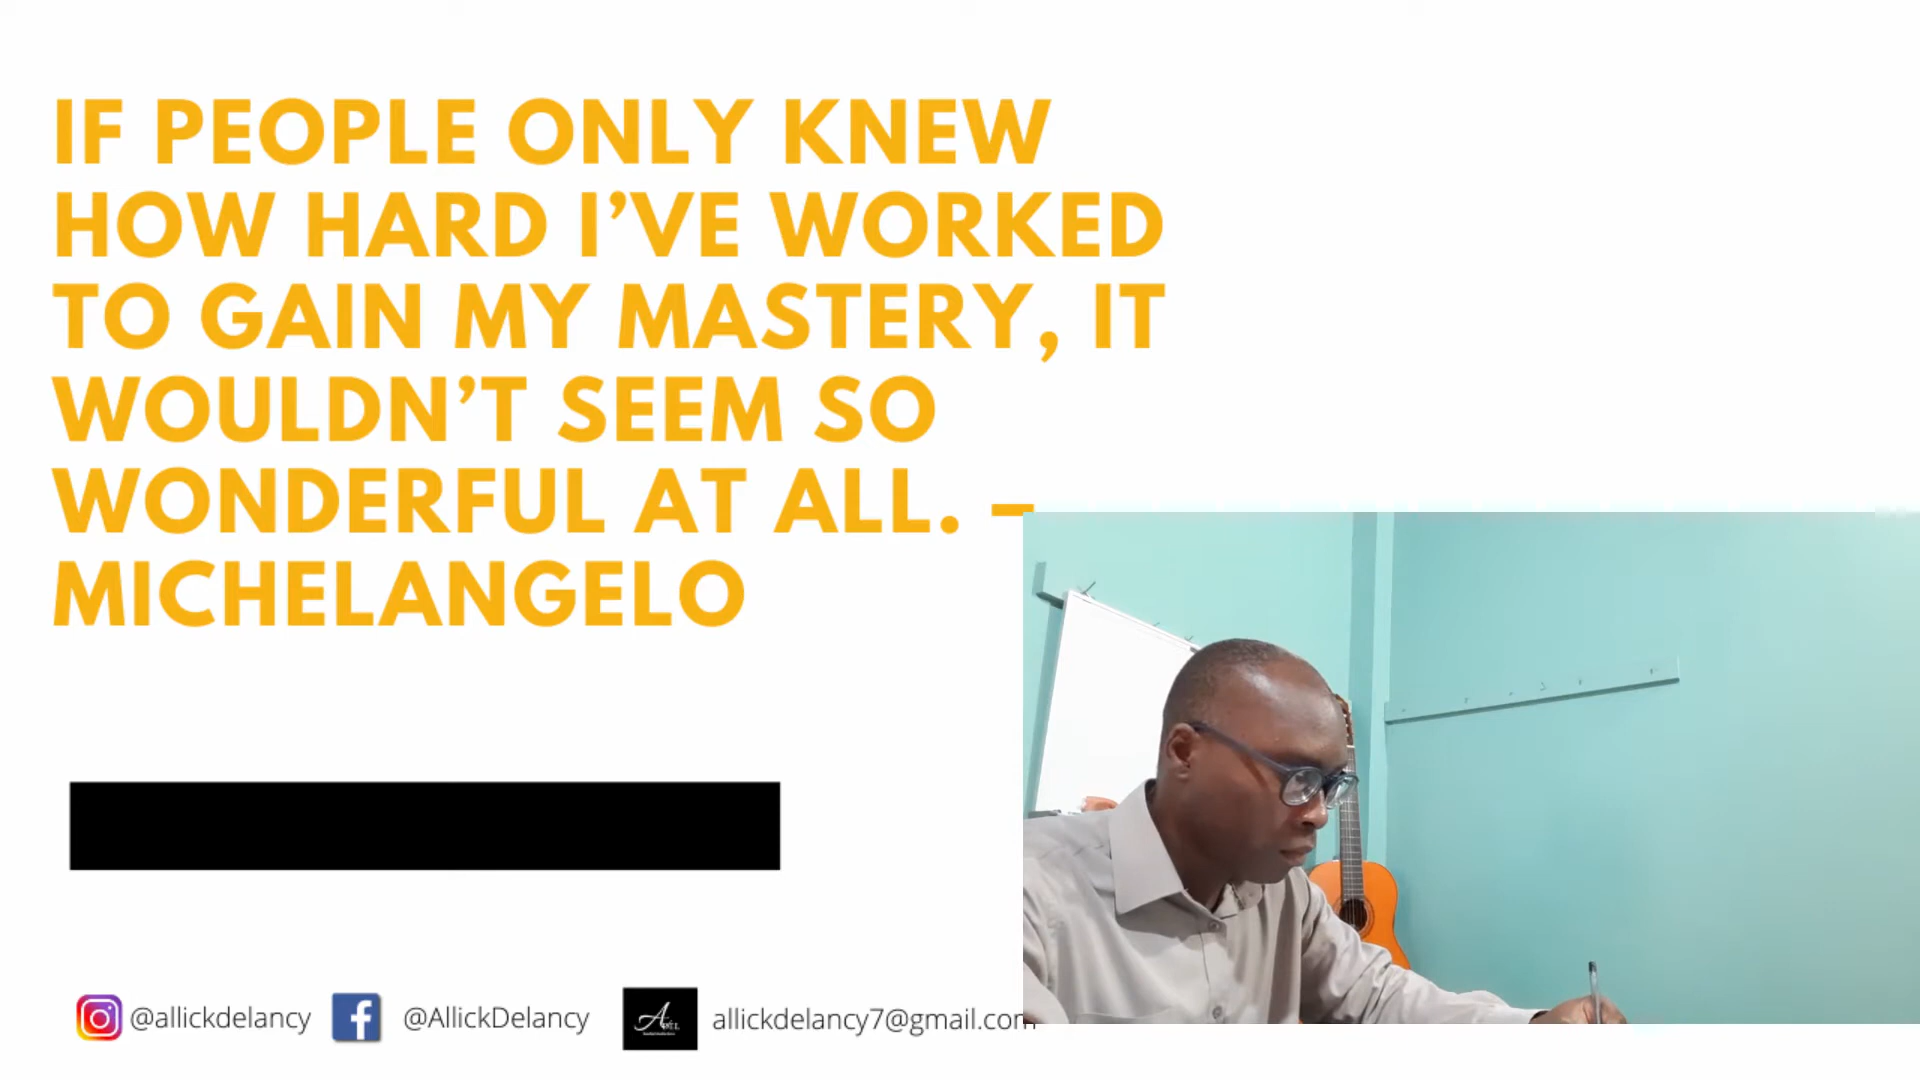 IF PEOPLE ONLY KNEW
HOW HARD I’VE WORKED
TO GAIN MY MASTERY, IT
WOULDN’T SEEM SO
WONDERFUL AT ALL. –
MICHELANGELO
@allickdelancy
@AllickDelancy
allickdelancy7@gmail.com